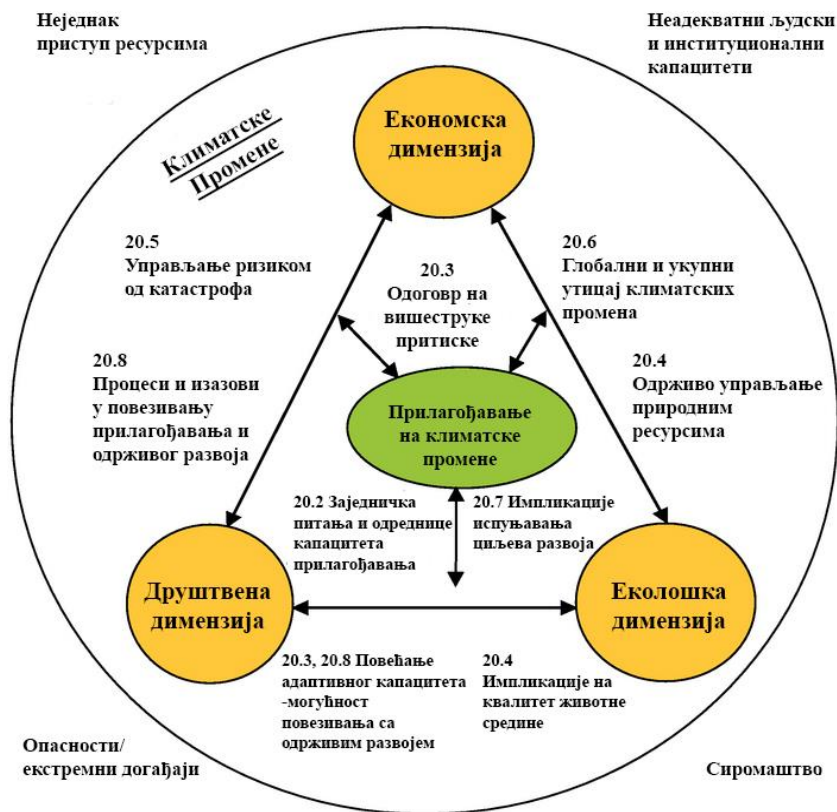 Неједнак
приступ ресурсима
Неадекватни људски
и институционални
капацитети
Климатске
Промене
Економска
димензија
20.5
Управљање ризиком
од катастрофа
20.3
Одоговр на
вишеструке
притиске
20.6
Глобални и укупни
утицај климатских
промена
20.8
Процеси и изазови
у повезивању
прилагођавања и
одрживог развоја
20.4
Одрживо управљање
природним
ресурсима
Прилагођавање
на климатске
промене
20.2 Заједничка
питања и одреднице
капацитета
прилагођавања
20.7 Импликације
испуњавања
циљева развоја
Друштвена
димензија
Еколошка
димензија
20.3, 20.8 Повећање
адаптивног капацитета
-могућност
повезивања са
одрживим развојем
20.4
Импликације на
квалитет животне
средине
Опасности/
екстремни догађаји
Сиромаштво